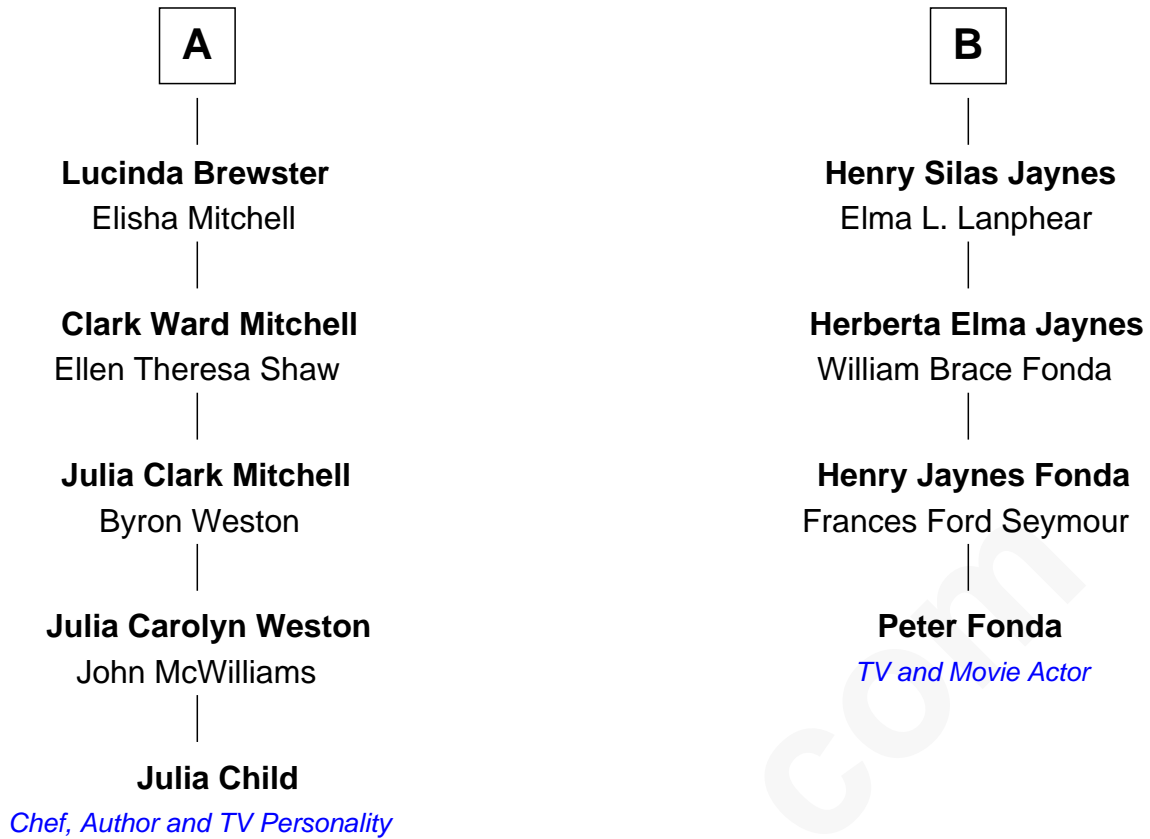 A
Lucinda Brewster
Elisha Mitchell
Clark Ward Mitchell
Ellen Theresa Shaw
Julia Clark Mitchell
Byron Weston
Julia Carolyn Weston
John McWilliams
Julia Child
Chef, Author and TV Personality
B
Henry Silas Jaynes
Elma L. Lanphear
Herberta Elma Jaynes
William Brace Fonda
Henry Jaynes Fonda
Frances Ford Seymour
Peter Fonda
TV and Movie Actor
com